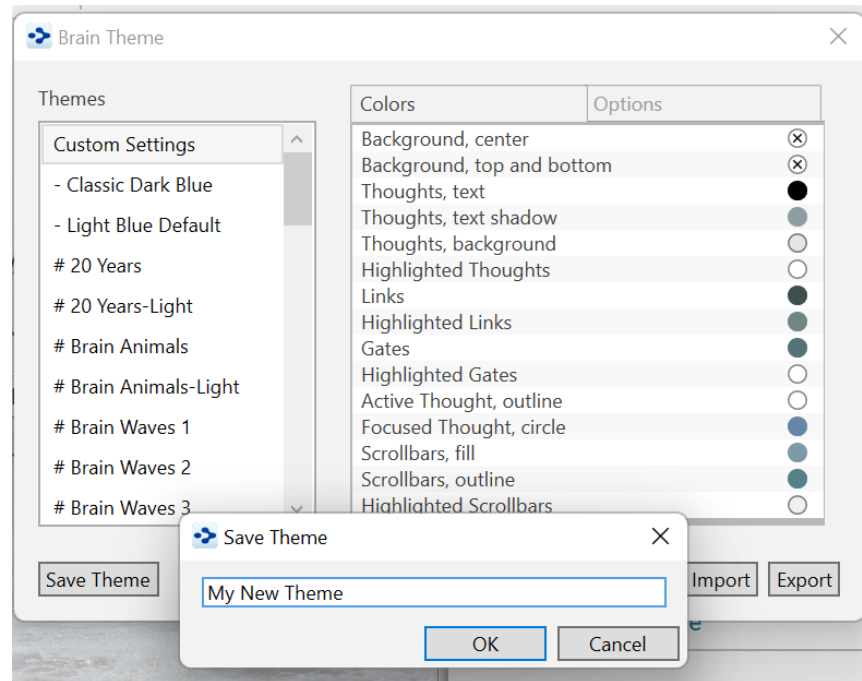 Brain Theme
Themes
Custom Settings
- Classic Dark Blue
- Light Blue Default
# 20 Years
# 20 Years-Light
# Brain Animals
# Brain Animals-Light
# Brain Waves 1
# Brain Waves 2
# Brain Waves 3
Colors
Options
Background, center
Background, top and bottom
Thoughts, text
Thoughts, text shadow
Thoughts, background
Highlighted Thoughts
Links
Highlighted Links
Gates
Highlighted Gates
Active Thought, outline
Focused Thought, circle
Scrollbars, fill
Scrollbars, outline
Highlighted Scrollbars
Save Theme
Import
Export
Save Theme
My New Theme
OK
Cancel